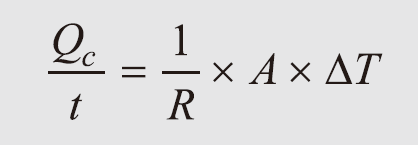 Q_c/t = 1/R × A × ΔT